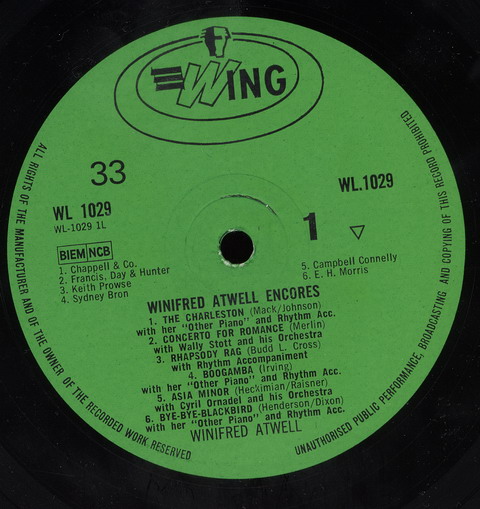 WING
33
WL 1029
WL-1029 1L
BIEM NCB
1. Chappell & Co.
2. Francis, Day & Hunter
3. Keith Prowse
4. Sydney Bron
WL.1029
1
5. Campbell Connelly
6. E. H. Morris
WINIFRED ATWELL ENCORES
1. THE CHARLESTON (Mack/Johnson)
with her "Other Piano" and Rhythm Acc.
2. CONCERTO FOR ROMANCE (Merlin)
with Wally Stott and his Orchestra
3. RHAPSODY RAG (Budd L. Cross)
with Rhythm Accompaniment
4. BOOGAMBA (Irving)
with her "Other Piano" and Rhythm Acc.
5. ASIA MINOR (Heckimian/Raisner)
with Cyril Ornadel and his Orchestra
6. BYE-BYE-BLACKBIRD (Henderson/Dixon)
with her "Other Piano" and Rhythm Acc.
WINIFRED ATWELL
ALL RIGHTS OF THE MANUFACTURER AND OF THE OWNER OF THE RECORDED WORK RESERVED
UNAUTHORISED PUBLIC PERFORMANCE, BROADCASTING AND COPYING OF THIS RECORD PROHIBITED